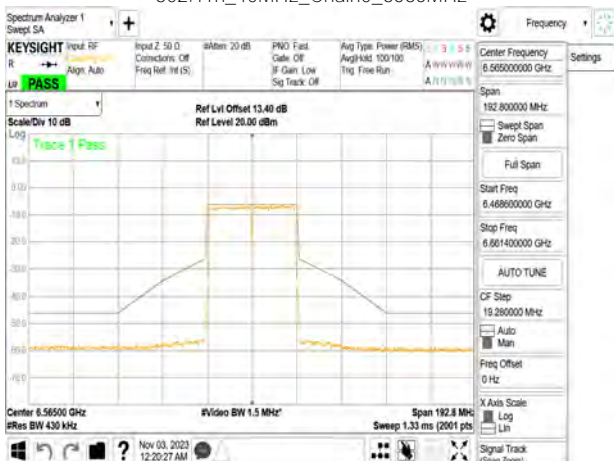 Spectrum Analyzer 1
Swept SA
+
Frequency
KEYSIGHT
Input: RF
Input Z: 50 Ω
#Atten: 20 dB
PNO: Fast
Avg Type: Power (RMS)
R
Corrections: Off
Gate: Off
Avg|Hold: 100/100
Align: Auto
Freq Ref: Int (S)
IF Gain: Low
Trig: Free Run
Sig Track: Off
PASS
1 Spectrum
Scale/Div 10 dB
Ref Lvl Offset 13.40 dB
Ref Level 20.00 dBm
Log
Trace 1 Pass
Center 6.56500 GHz
#Video BW 1.5 MHz*
Span 192.8 MHz
#Res BW 430 kHz
Sweep 1.33 ms (2001 pts)
Nov 03, 2023
12:20:27 AM
Center Frequency
6.565000000 GHz
Settings
Span
192.800000 MHz
Swept Span
Zero Span
Full Span
Start Freq
6.468600000 GHz
Stop Freq
6.661400000 GHz
AUTO TUNE
CF Step
19.280000 MHz
Auto
Man
Freq Offset
0 Hz
X Axis Scale
Log
Lin
Signal Track